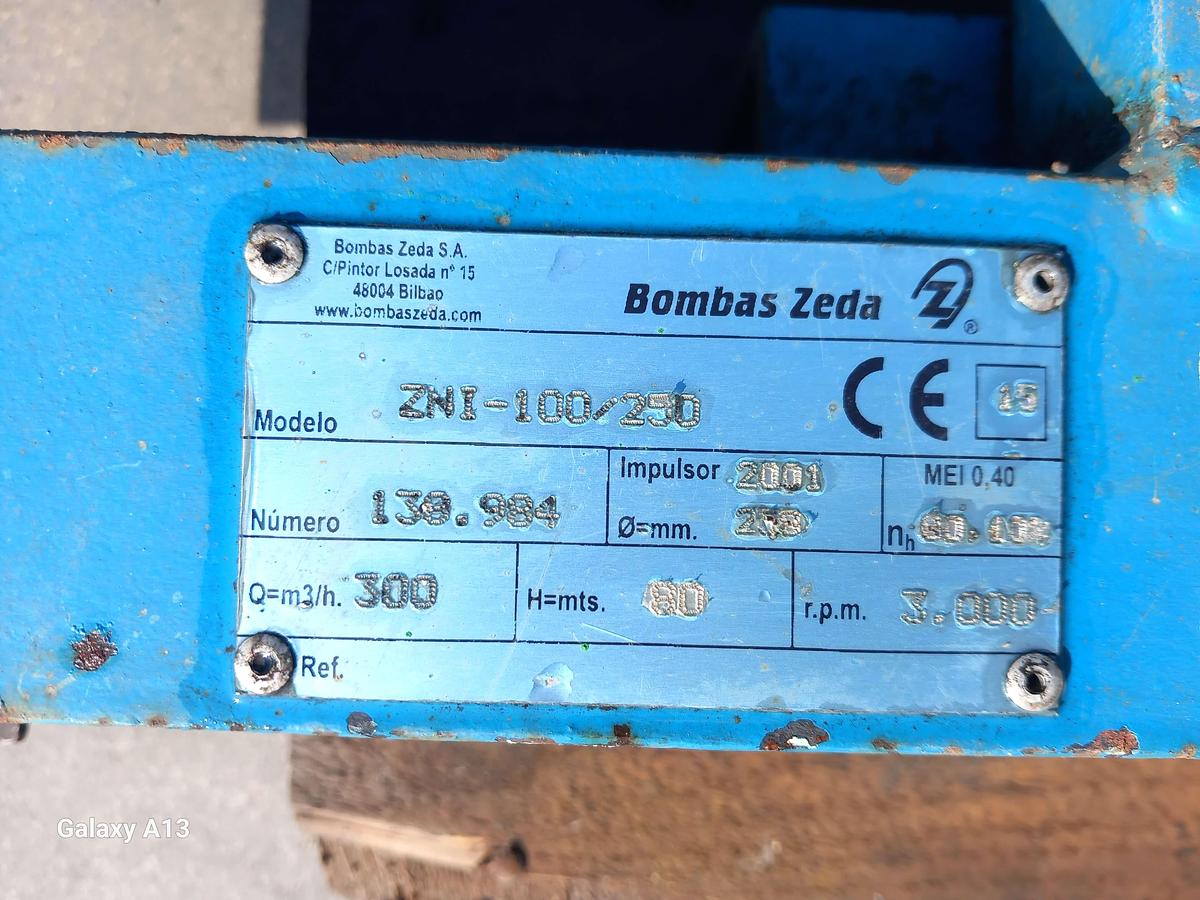 Bombas Zeda S.A.
C/Pintor Losada nº 15
48004 Bilbao
www.bombaszeda.com
Bombas Zeda ®
Modelo ZNI-100/250 CE 15
Número 130.984
Impulsor 2001
Ø=mm.
MEI 0,40
nh
Q=m3/h. 300
H=mts. 80
r.p.m. 3.000
Ref.
Galaxy A13